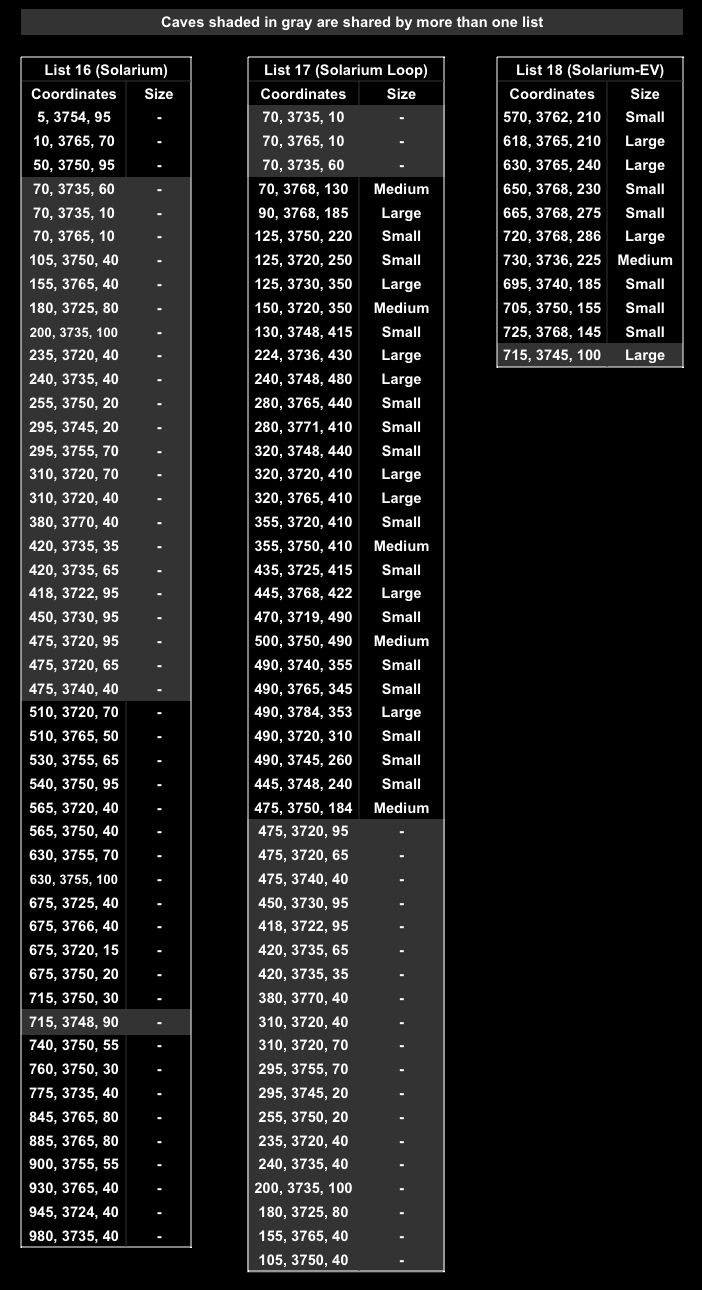 Caves shaded in gray are shared by more than one list
List 16 (Solarium)
Coordinates Size
5, 3754, 95 -
10, 3765, 70 -
50, 3750, 95 -
70, 3735, 60 -
70, 3735, 10 -
70, 3765, 10 -
105, 3750, 40 -
155, 3765, 40 -
180, 3725, 80 -
200, 3735, 100 -
235, 3720, 40 -
240, 3735, 40 -
255, 3750, 20 -
295, 3745, 20 -
295, 3755, 70 -
310, 3720, 70 -
310, 3720, 40 -
380, 3770, 40 -
420, 3735, 35 -
420, 3735, 65 -
418, 3722, 95 -
450, 3730, 95 -
475, 3720, 95 -
475, 3720, 65 -
475, 3740, 40 -
510, 3720, 70 -
510, 3765, 50 -
530, 3755, 65 -
540, 3750, 95 -
565, 3720, 40 -
565, 3750, 40 -
630, 3755, 70 -
630, 3755, 100 -
675, 3725, 40 -
675, 3766, 40 -
675, 3720, 15 -
675, 3750, 20 -
715, 3750, 30 -
715, 3748, 90 -
740, 3750, 55 -
760, 3750, 30 -
775, 3735, 40 -
845, 3765, 80 -
885, 3765, 80 -
900, 3755, 55 -
930, 3765, 40 -
945, 3724, 40 -
980, 3735, 40 -
List 17 (Solarium Loop)
Coordinates Size
70, 3735, 10 -
70, 3765, 10 -
70, 3735, 60 -
70, 3768, 130 Medium
90, 3768, 185 Large
125, 3750, 220 Small
125, 3720, 250 Small
125, 3730, 350 Large
150, 3720, 350 Medium
130, 3748, 415 Small
224, 3736, 430 Large
240, 3748, 480 Large
280, 3765, 440 Small
280, 3771, 410 Small
320, 3748, 440 Small
320, 3720, 410 Large
320, 3765, 410 Large
355, 3720, 410 Small
355, 3750, 410 Medium
435, 3725, 415 Small
445, 3768, 422 Large
470, 3719, 490 Small
500, 3750, 490 Medium
490, 3740, 355 Small
490, 3765, 345 Small
490, 3784, 353 Large
490, 3720, 310 Small
490, 3745, 260 Small
445, 3748, 240 Small
475, 3750, 184 Medium
475, 3720, 95 -
475, 3720, 65 -
475, 3740, 40 -
450, 3730, 95 -
418, 3722, 95 -
420, 3735, 65 -
420, 3735, 35 -
380, 3770, 40 -
310, 3720, 40 -
310, 3720, 70 -
295, 3755, 70 -
295, 3745, 20 -
255, 3750, 20 -
235, 3720, 40 -
240, 3735, 40 -
200, 3735, 100 -
180, 3725, 80 -
155, 3765, 40 -
105, 3750, 40 -
List 18 (Solarium-EV)
Coordinates Size
570, 3762, 210 Small
618, 3765, 210 Large
630, 3765, 240 Large
650, 3768, 230 Small
665, 3768, 275 Small
720, 3768, 286 Large
730, 3736, 225 Medium
695, 3740, 185 Small
705, 3750, 155 Small
725, 3768, 145 Small
715, 3745, 100 Large